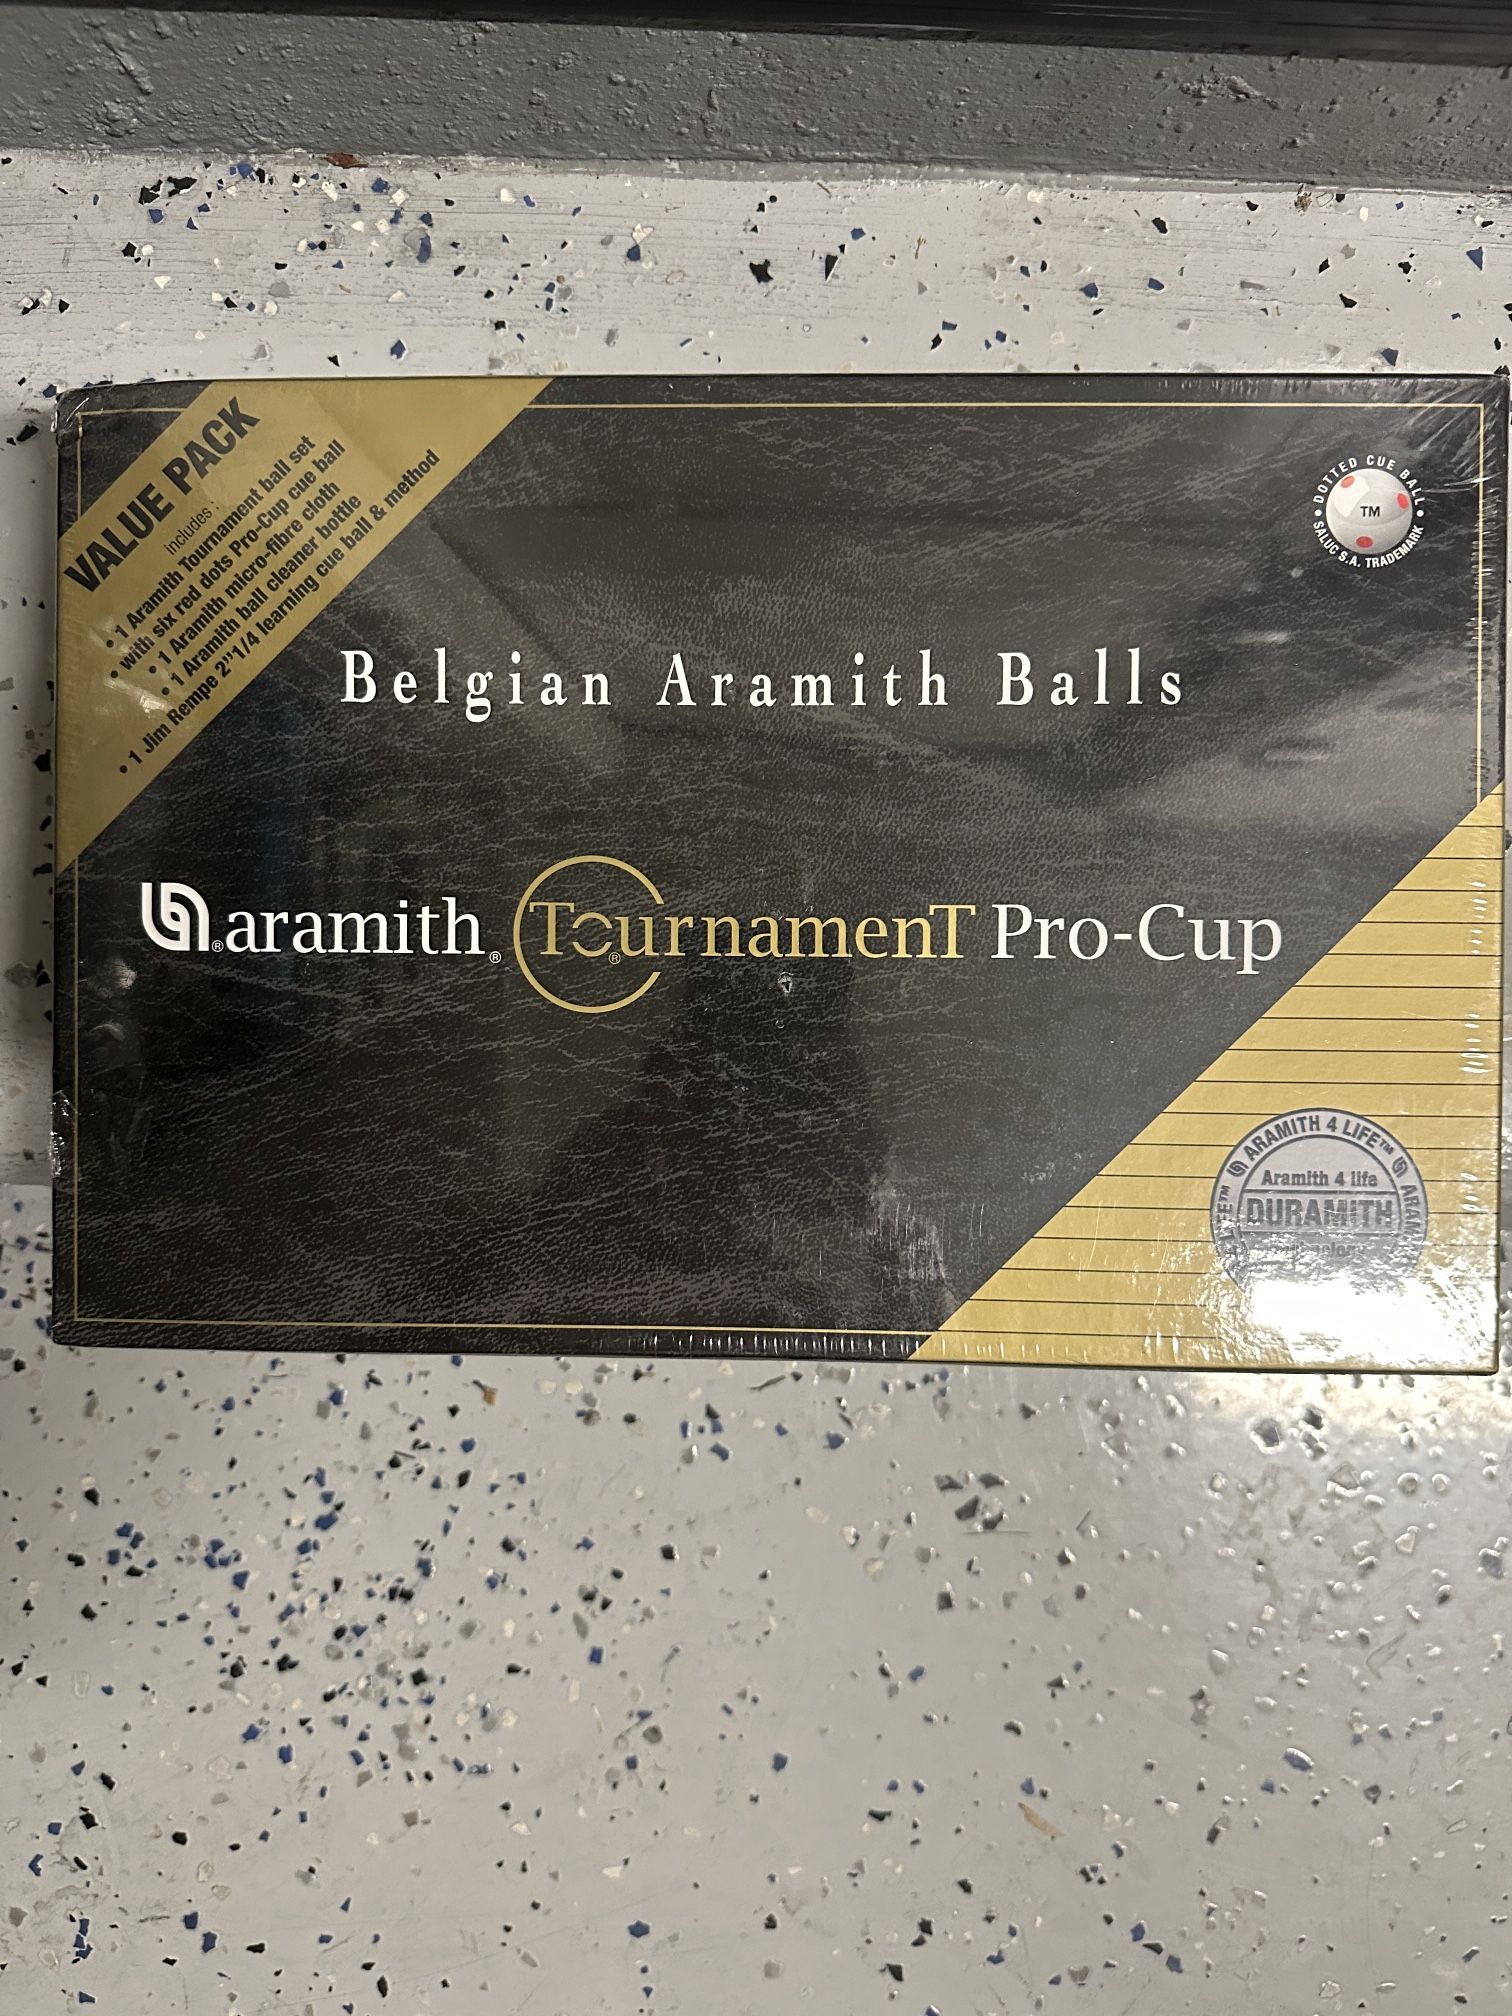 VALUE PACK
includes :
• 1 Aramith Tournament ball set
• with six red dots Pro-Cup cue ball
• 1 Aramith micro-fibre cloth
• 1 Aramith ball cleaner bottle
• 1 Jim Rempe 2"1/4 learning cue ball & method
• DOTTED CUE BALL •
TM
SALUC S.A. TRADEMARK
Belgian Aramith Balls
aramith® TournamenT® Pro-Cup
ARAMITH 4 LIFE™
Aramith 4 life
DURAMITH